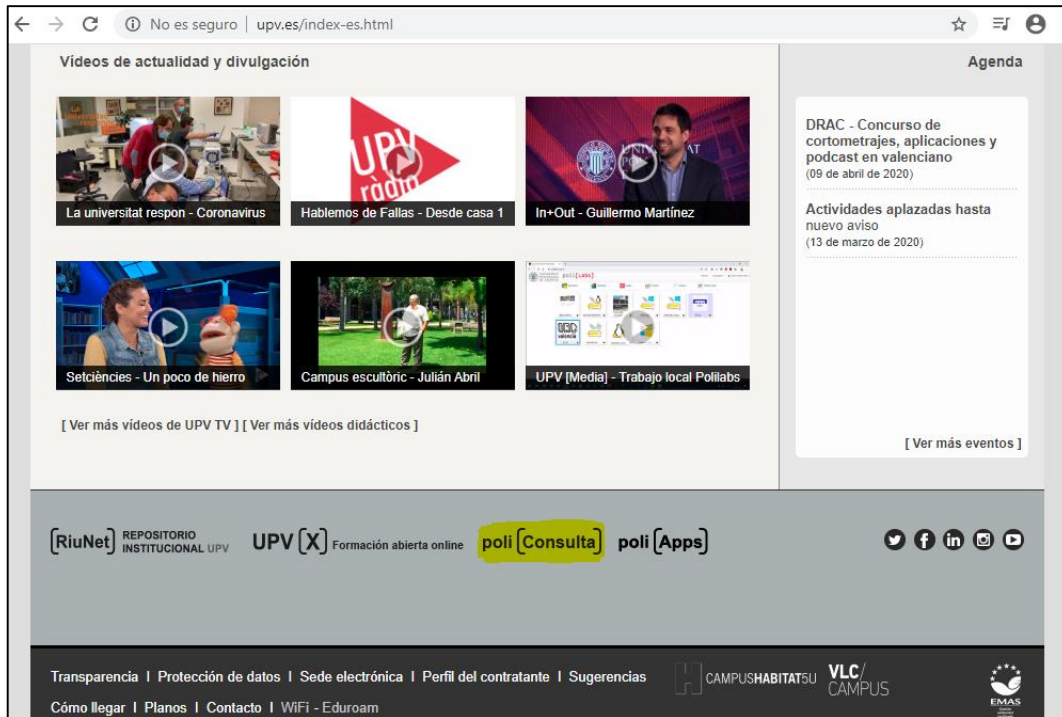 No es seguro | upv.es/index-es.html
Vídeos de actualidad y divulgación
La universitat respon - Coronavirus
UPV
ràdio
Hablemos de Fallas - Desde casa 1
In+Out - Guillermo Martínez
Setciències - Un poco de hierro
Campus escultòric - Julián Abril
poli[Labs]
UPV [Media] - Trabajo local Polilabs
[ Ver más vídeos de UPV TV ] [ Ver más vídeos didácticos ]
Agenda
DRAC - Concurso de
cortometrajes, aplicaciones y
podcast en valenciano
(09 de abril de 2020)
Actividades aplazadas hasta
nuevo aviso
(13 de marzo de 2020)
[ Ver más eventos ]
[RiuNet] REPOSITORIO
INSTITUCIONAL UPV
UPV [X] Formación abierta online
poli [Consulta]
poli [Apps]
Transparencia I Protección de datos I Sede electrónica I Perfil del contratante I Sugerencias
Cómo llegar I Planos I Contacto I WiFi - Eduroam
CAMPUSHABITAT5U
VLC/
CAMPUS
EMAS